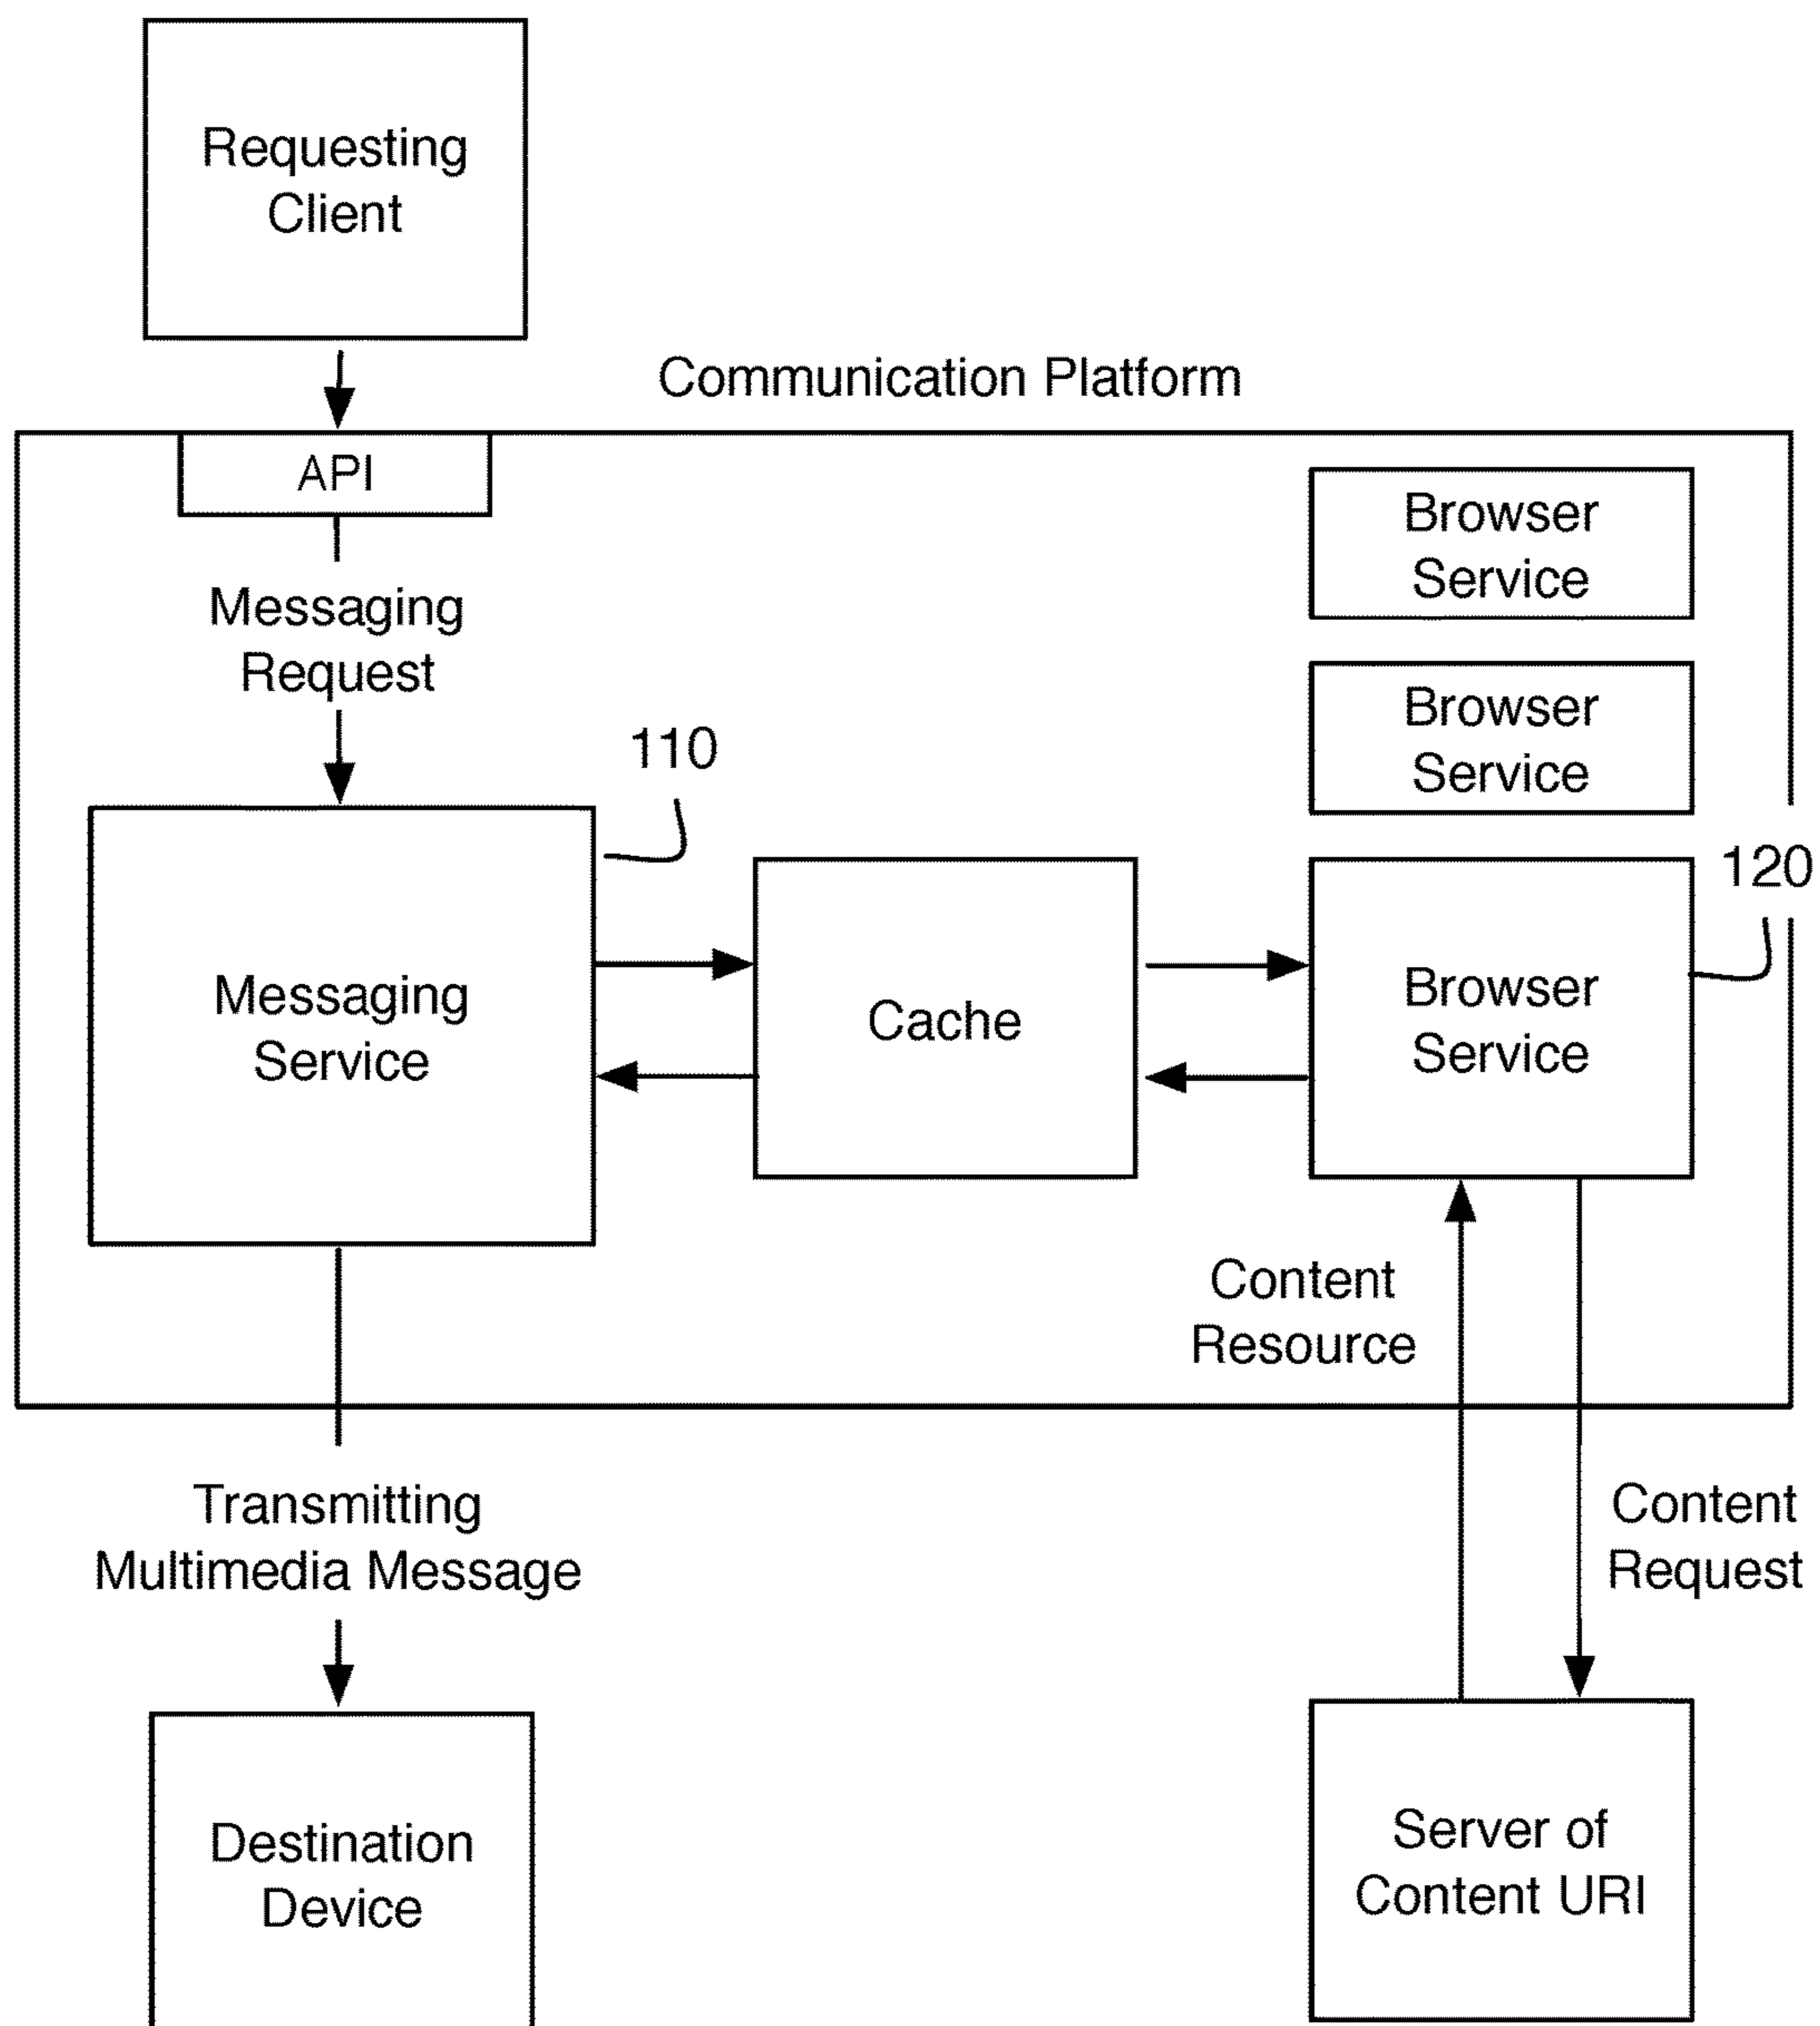 Requesting
Client
Communication Platform
API
Messaging
Request
Browser
Service
Browser
Service
110
120
Messaging
Service
Cache
Browser
Service
Content
Resource
Transmitting
Multimedia Message
Content
Request
Destination
Device
Server of
Content URI